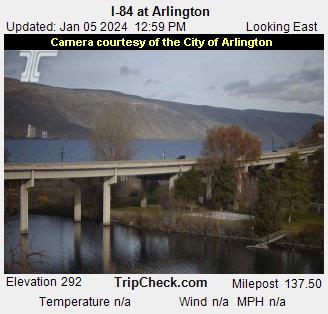 I-84 at Arlington
Updated: Jan 05 2024 12:59 PM Looking East
Camera courtesy of the City of Arlington
Elevation 292 TripCheck.com Milepost 137.50
Temperature n/a Wind n/a MPH n/a